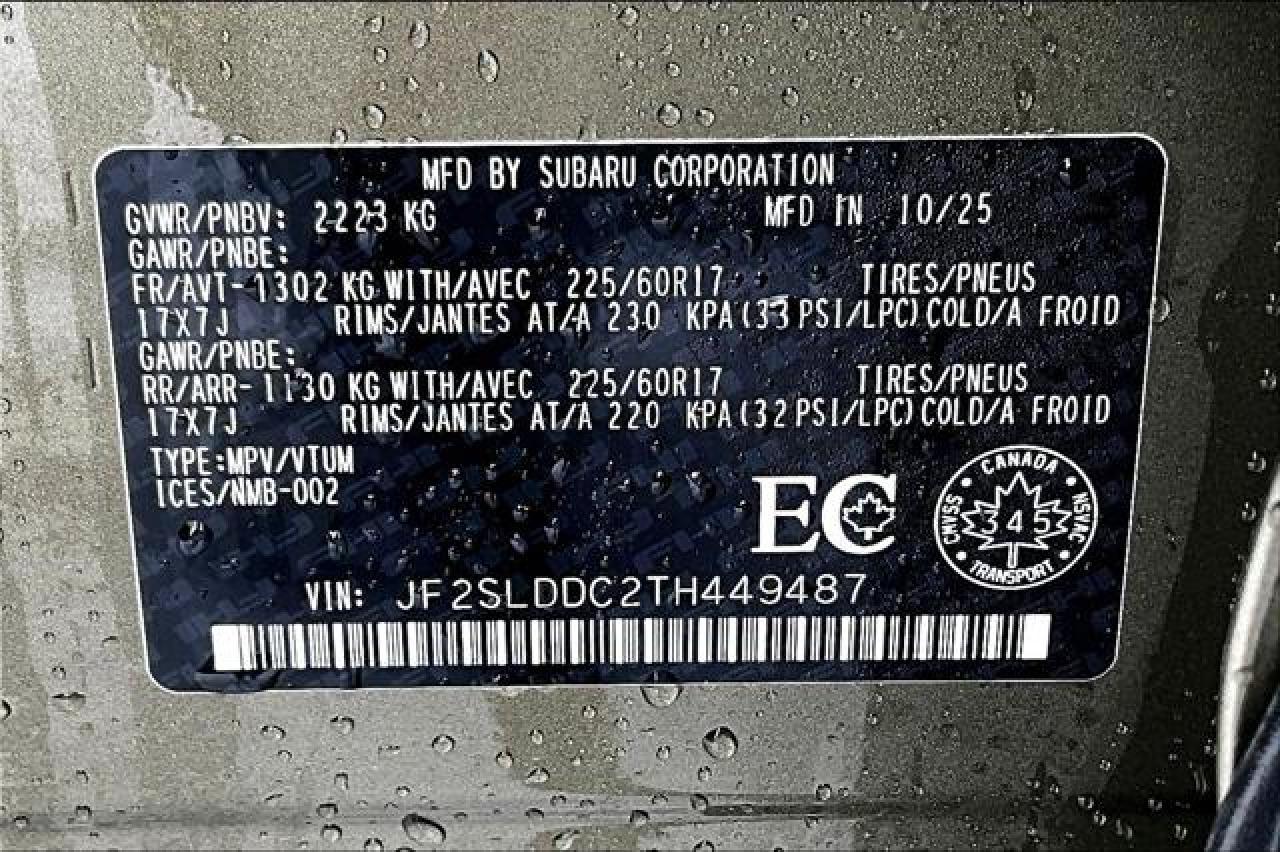 MFD BY SUBARU CORPORATION
GVWR/PNBV: 2223 KG MFD IN 10/25
GAWR/PNBE:
FR/AVT-1302 KG WITH/AVEC 225/60R17 TIRES/PNEUS
17X7J RIMS/JANTES AT/A 230 KPA(33PSI/LPC)COLD/A FROID
GAWR/PNBE:
RR/ARR-1130 KG WITH/AVEC 225/60R17 TIRES/PNEUS
17X7J RIMS/JANTES AT/A 220 KPA(32PSI/LPC)COLD/A FROID
TYPE:MPV/VTUM
ICES/NMB-002
EC
CANADA
CMVSS 345 NSVAC
TRANSPORT
VIN: JF2SLDDC2TH449487